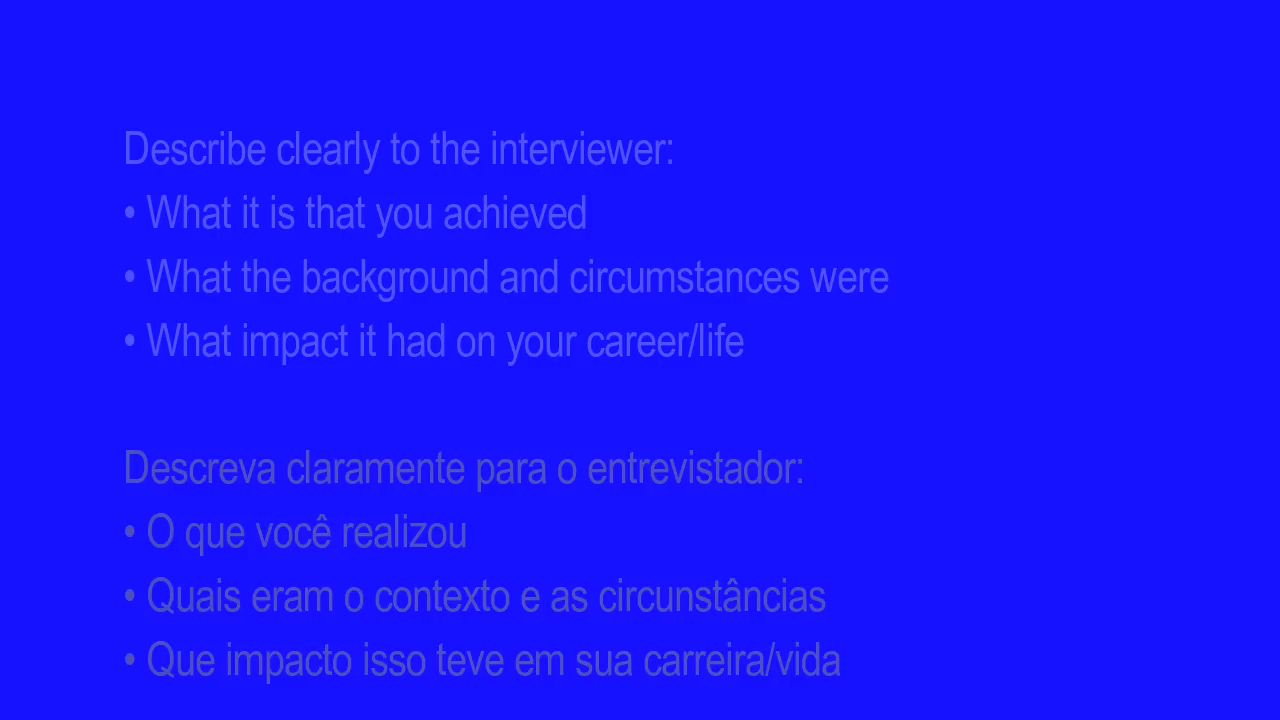 Describe clearly to the interviewer:
• What it is that you achieved
• What the background and circumstances were
• What impact it had on your career/life
Descreva claramente para o entrevistador:
• O que você realizou
• Quais eram o contexto e as circunstâncias
• Que impacto isso teve em sua carreira/vida